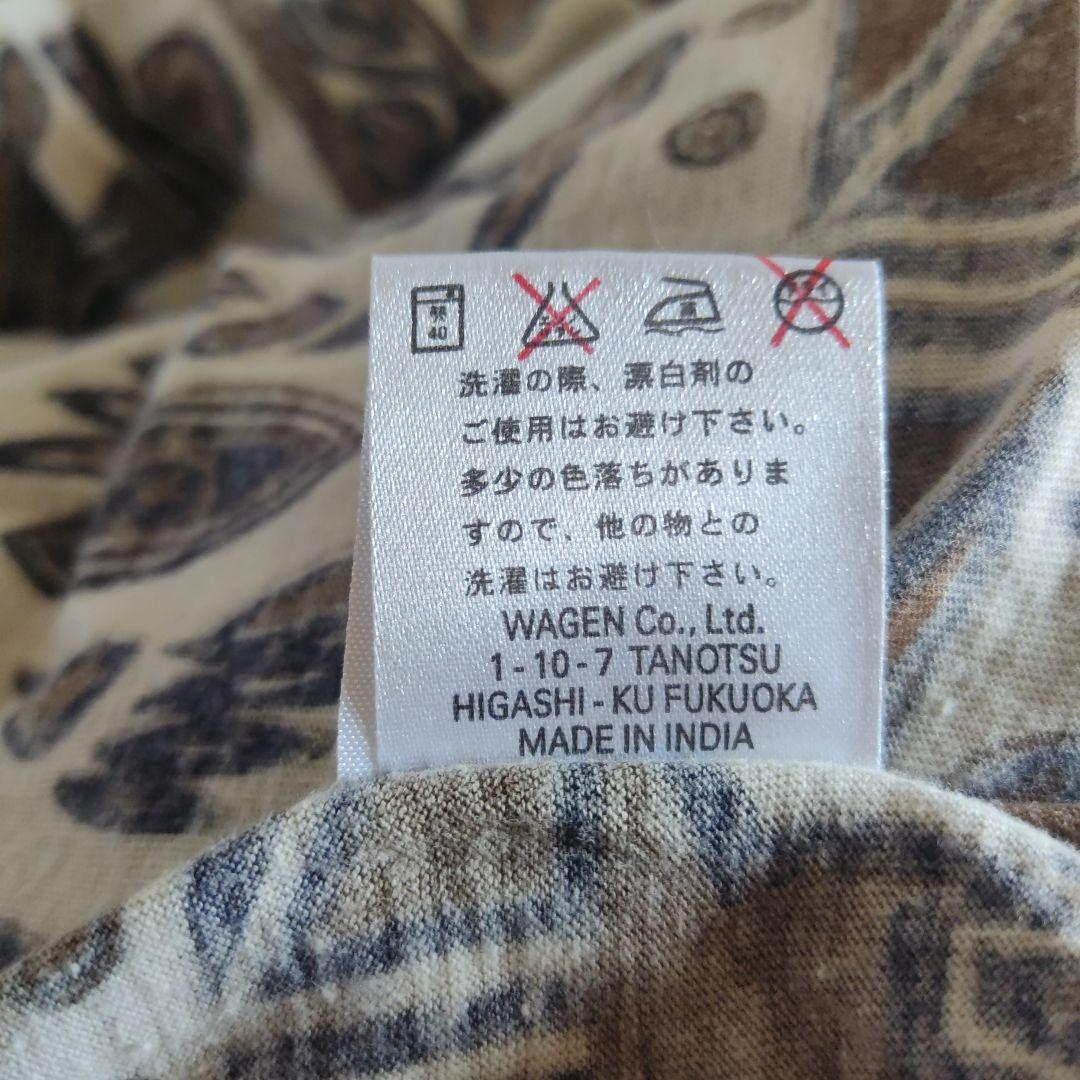 40
洗濯の際、漂白剤の
ご使用はお避け下さい。
多少の色落ちがありま
すので、他の物との
洗濯はお避け下さい。
WAGEN Co., Ltd.
1-10-7 TANOTSU
HIGASHI-KU FUKUOKA
MADE IN INDIA